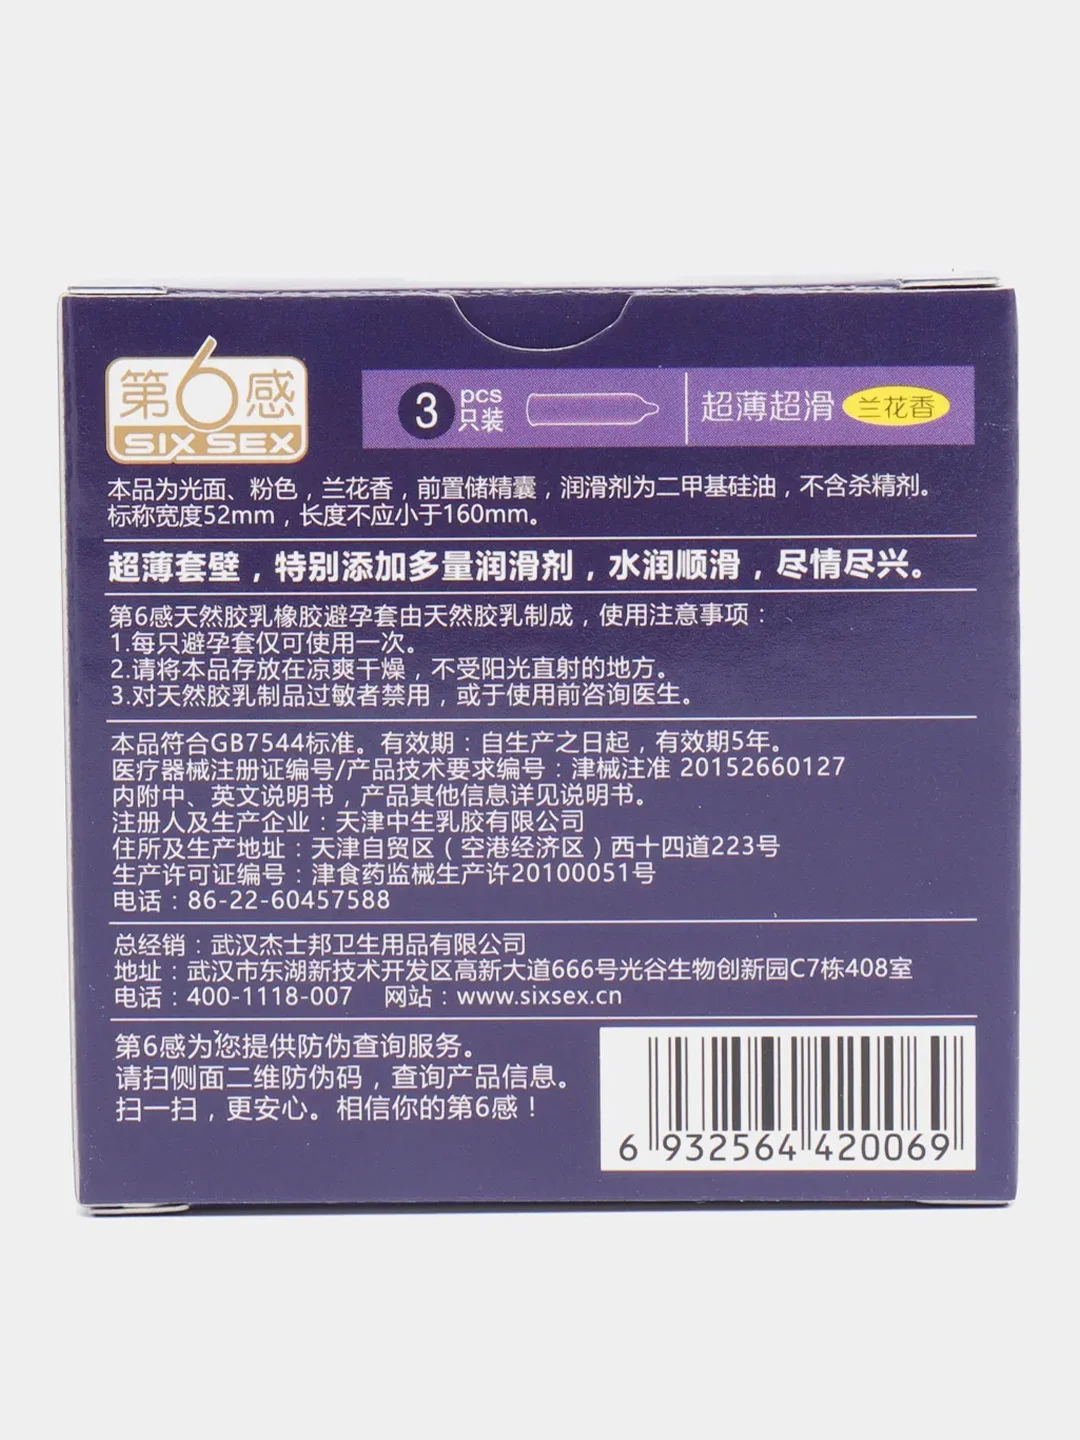 第6感
SIX SEX
3 pcs 只装 超薄超滑 兰花香
本品为光面、粉色，兰花香，前置储精囊，润滑剂为二甲基硅油，不含杀精剂。
标称宽度52mm，长度不应小于160mm。
超薄套壁，特别添加多量润滑剂，水润顺滑，尽情尽兴。
第6感天然胶乳橡胶避孕套由天然胶乳制成，使用注意事项：
1.每只避孕套仅可使用一次。
2.请将本品存放在凉爽干燥，不受阳光直射的地方。
3.对天然胶乳制品过敏者禁用，或于使用前咨询医生。
本品符合GB7544标准。有效期：自生产之日起，有效期5年。
医疗器械注册证编号/产品技术要求编号：津械注准 20152660127
内附中、英文说明书，产品其他信息详见说明书。
注册人及生产企业：天津中生乳胶有限公司
住所及生产地址：天津自贸区（空港经济区）西十四道223号
生产许可证编号：津食药监械生产许20100051号
电话：86-22-60457588
总经销：武汉杰士邦卫生用品有限公司
地址：武汉市东湖新技术开发区高新大道666号光谷生物创新园C7栋408室
电话：400-1118-007 网站：www.sixsex.cn
第6感为您提供防伪查询服务。
请扫侧面二维防伪码，查询产品信息。
扫一扫，更安心。相信你的第6感！
6 932564 420069